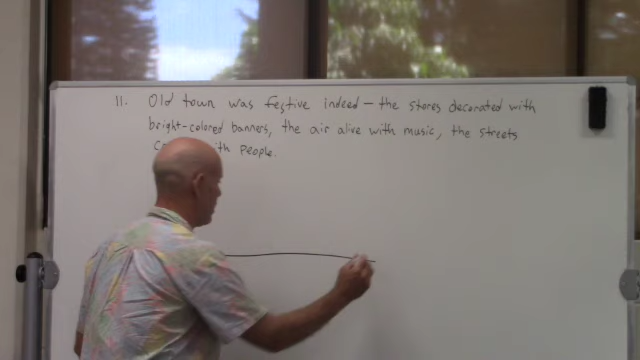 11. Old town was festive indeed — the stores decorated with
bright-colored banners, the air alive with music, the streets
with people.